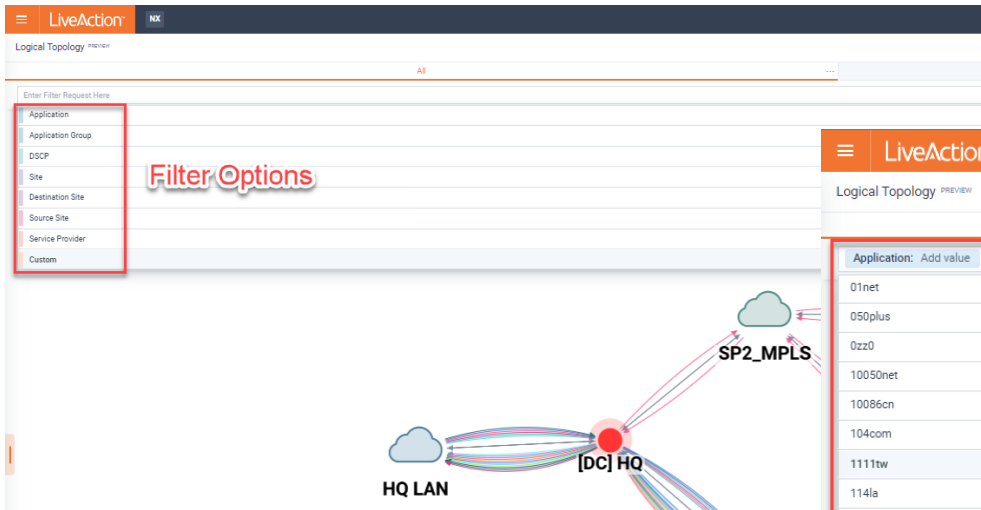 LiveAction
NX
Logical Topology PREVIEW
All
...
Enter Filter Request Here
Application
Application Group
DSCP
Site
Destination Site
Source Site
Service Provider
Custom
Filter Options
LiveAction
Logical Topology PREVIEW
Application: Add value
01net
050plus
0zz0
10050net
10086cn
104com
1111tw
114la
SP2_MPLS
HQ LAN
[DC] HQ